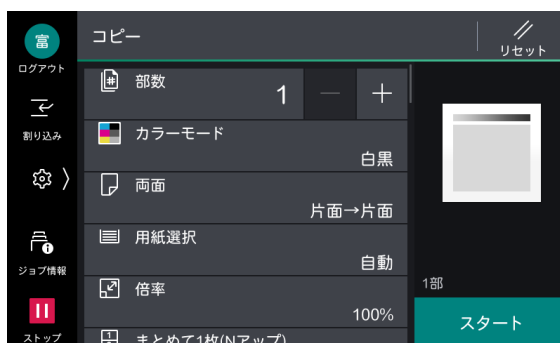 富
ログアウト
割り込み
ジョブ情報
ストップ
コピー
リセット
# 部数
1 － ＋
カラーモード
白黒
両面
片面→片面
用紙選択
自動
倍率
100%
1
まとめて1枚(Nアップ)
1部
スタート